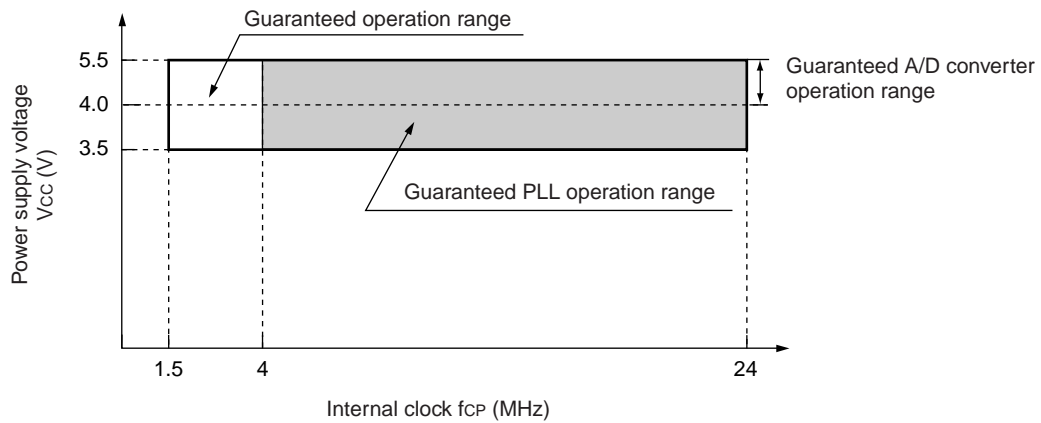 Guaranteed operation range
5.5
4.0
3.5
Power supply voltage
VCC (V)
Guaranteed A/D converter
operation range
Guaranteed PLL operation range
1.5
4
24
Internal clock fCP (MHz)